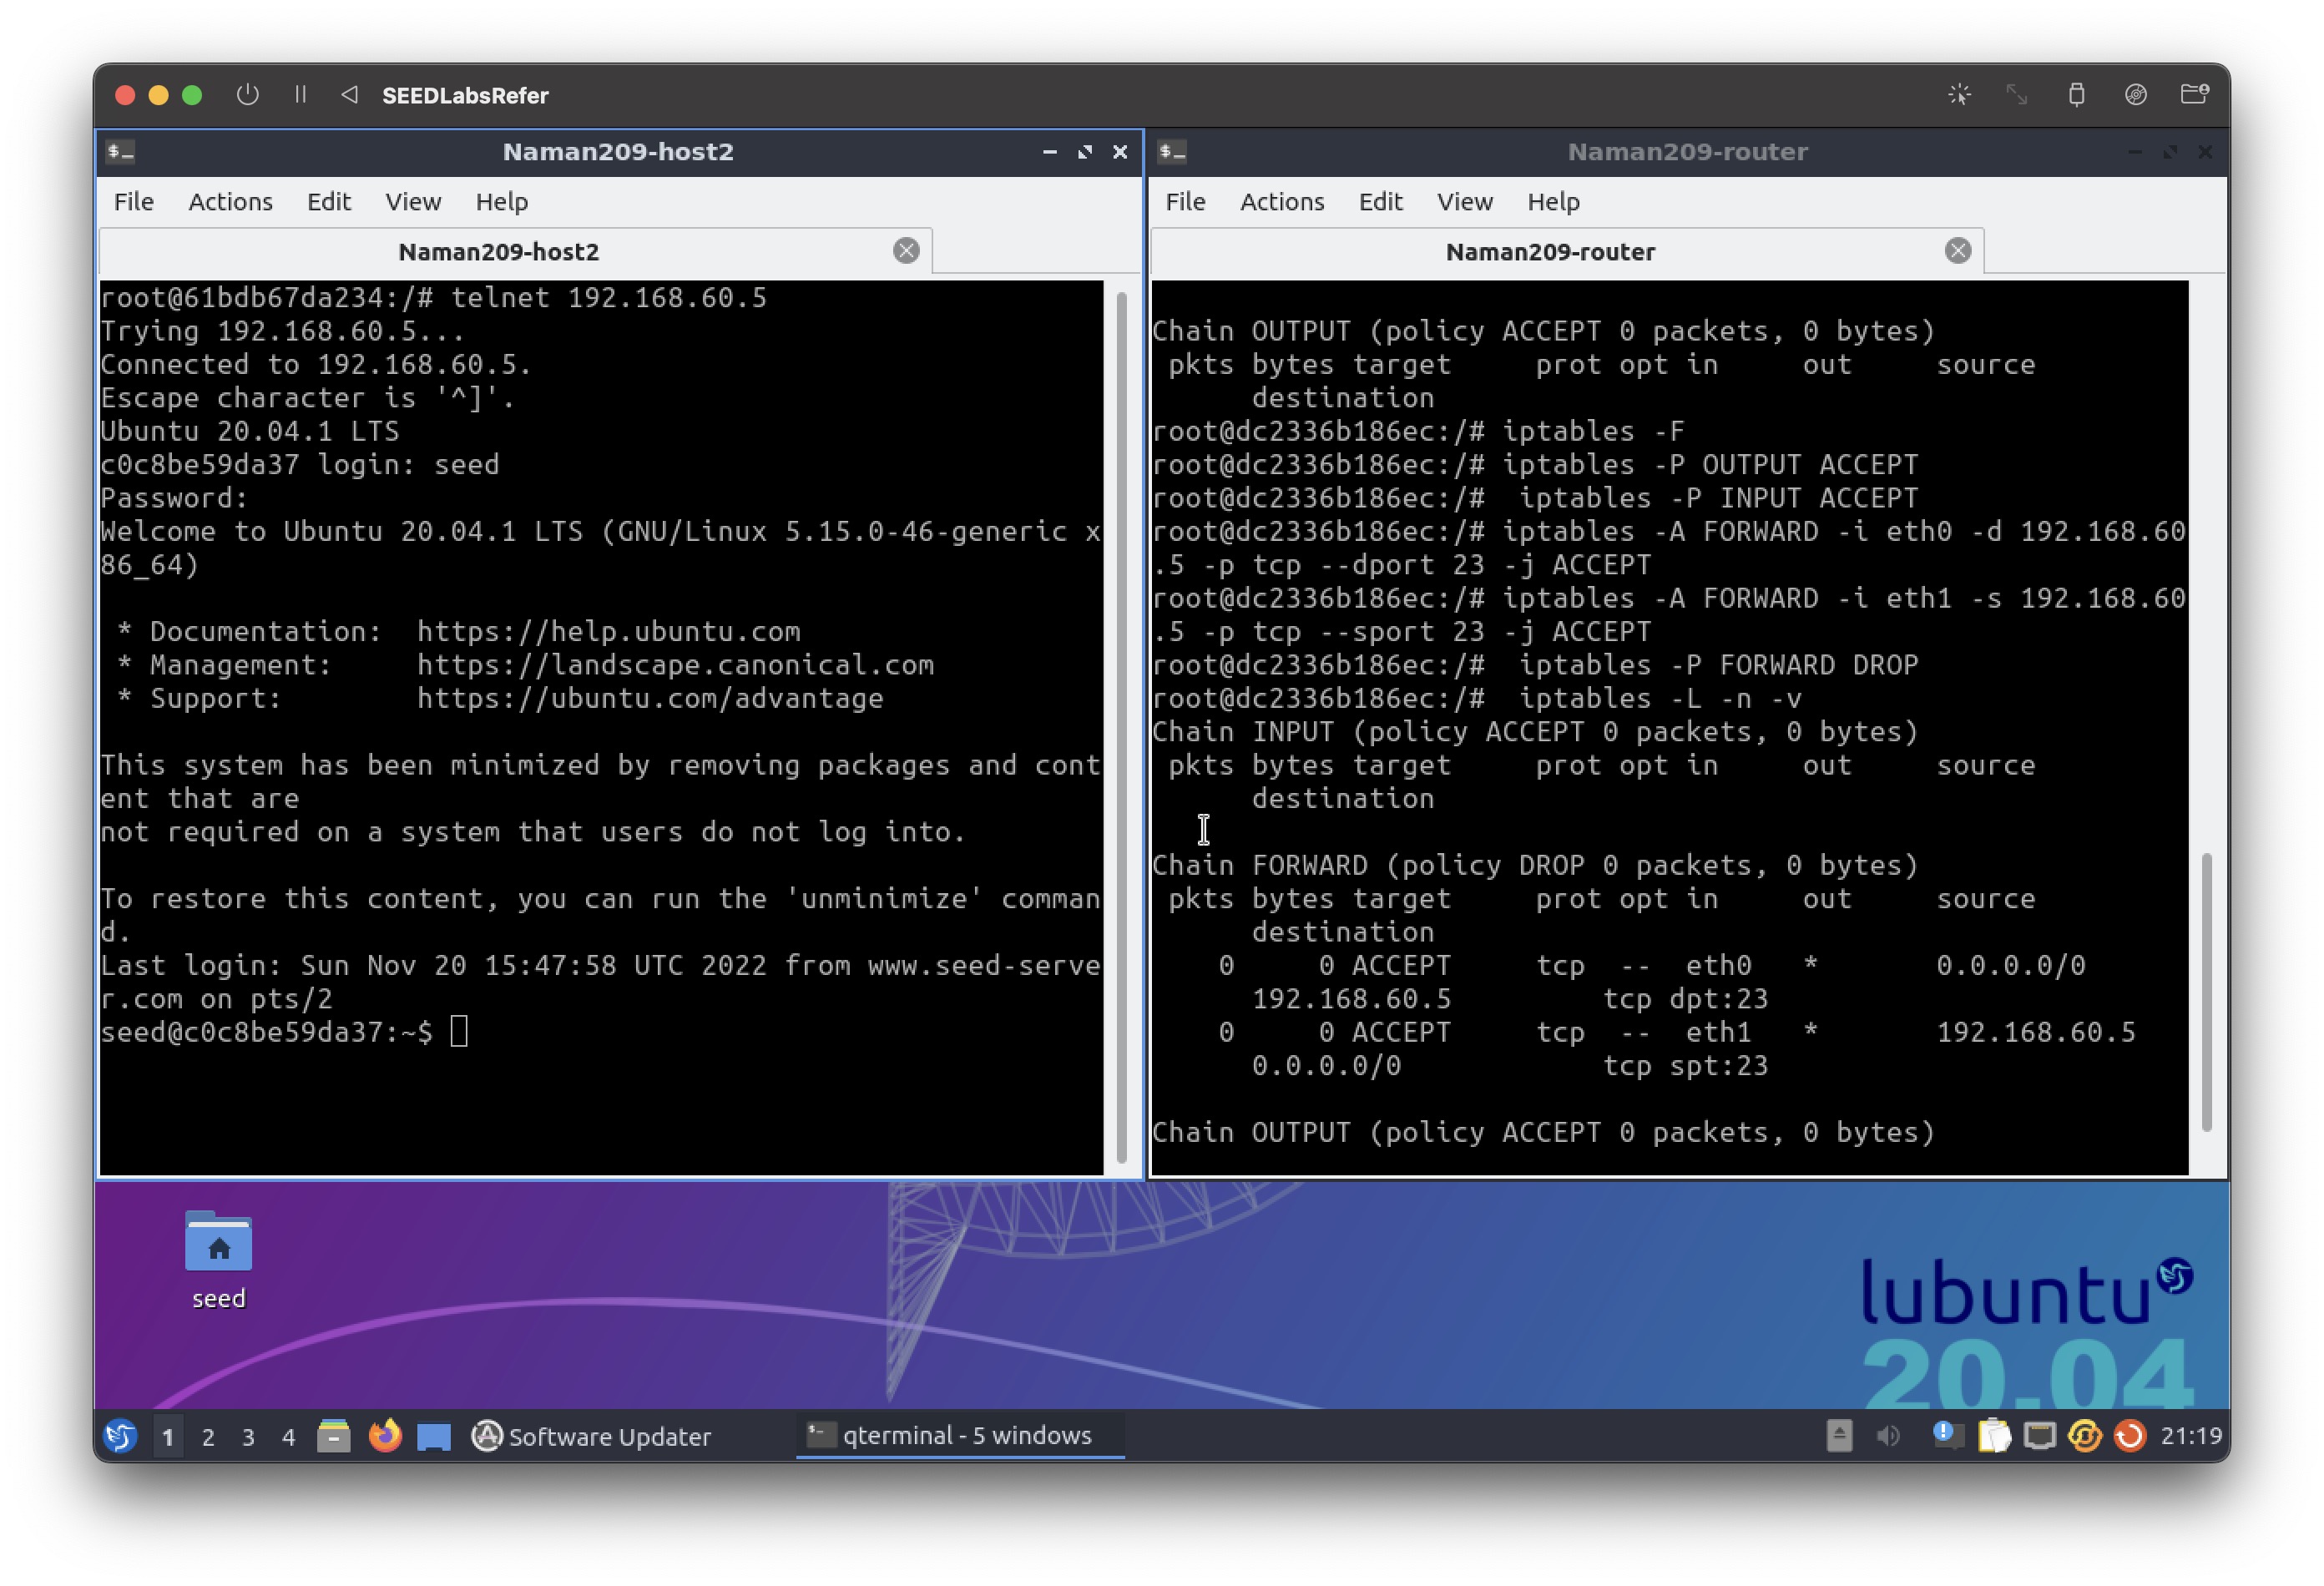 SEEDLabsRefer
Naman209-host2
File Actions Edit View Help
Naman209-host2
root@61bdb67da234:/# telnet 192.168.60.5
Trying 192.168.60.5...
Connected to 192.168.60.5.
Escape character is '^]'.
Ubuntu 20.04.1 LTS
c0c8be59da37 login: seed
Password:
Welcome to Ubuntu 20.04.1 LTS (GNU/Linux 5.15.0-46-generic x
86_64)
* Documentation:  https://help.ubuntu.com
* Management:     https://landscape.canonical.com
* Support:        https://ubuntu.com/advantage
This system has been minimized by removing packages and cont
ent that are
not required on a system that users do not log into.
To restore this content, you can run the 'unminimize' comman
d.
Last login: Sun Nov 20 15:47:58 UTC 2022 from www.seed-serve
r.com on pts/2
seed@c0c8be59da37:~$
Naman209-router
File Actions Edit View Help
Naman209-router
Chain OUTPUT (policy ACCEPT 0 packets, 0 bytes)
pkts bytes target     prot opt in     out     source
destination
root@dc2336b186ec:/# iptables -F
root@dc2336b186ec:/# iptables -P OUTPUT ACCEPT
root@dc2336b186ec:/#  iptables -P INPUT ACCEPT
root@dc2336b186ec:/# iptables -A FORWARD -i eth0 -d 192.168.60
.5 -p tcp --dport 23 -j ACCEPT
root@dc2336b186ec:/# iptables -A FORWARD -i eth1 -s 192.168.60
.5 -p tcp --sport 23 -j ACCEPT
root@dc2336b186ec:/#  iptables -P FORWARD DROP
root@dc2336b186ec:/#  iptables -L -n -v
Chain INPUT (policy ACCEPT 0 packets, 0 bytes)
pkts bytes target     prot opt in     out     source
destination
Chain FORWARD (policy DROP 0 packets, 0 bytes)
pkts bytes target     prot opt in     out     source
destination
0     0 ACCEPT     tcp  --  eth0   *       0.0.0.0/0
192.168.60.5         tcp dpt:23
0     0 ACCEPT     tcp  --  eth1   *       192.168.60.5
0.0.0.0/0            tcp spt:23
Chain OUTPUT (policy ACCEPT 0 packets, 0 bytes)
seed
lubuntu
20.04
1 2 3 4 Software Updater qterminal - 5 windows 21:19